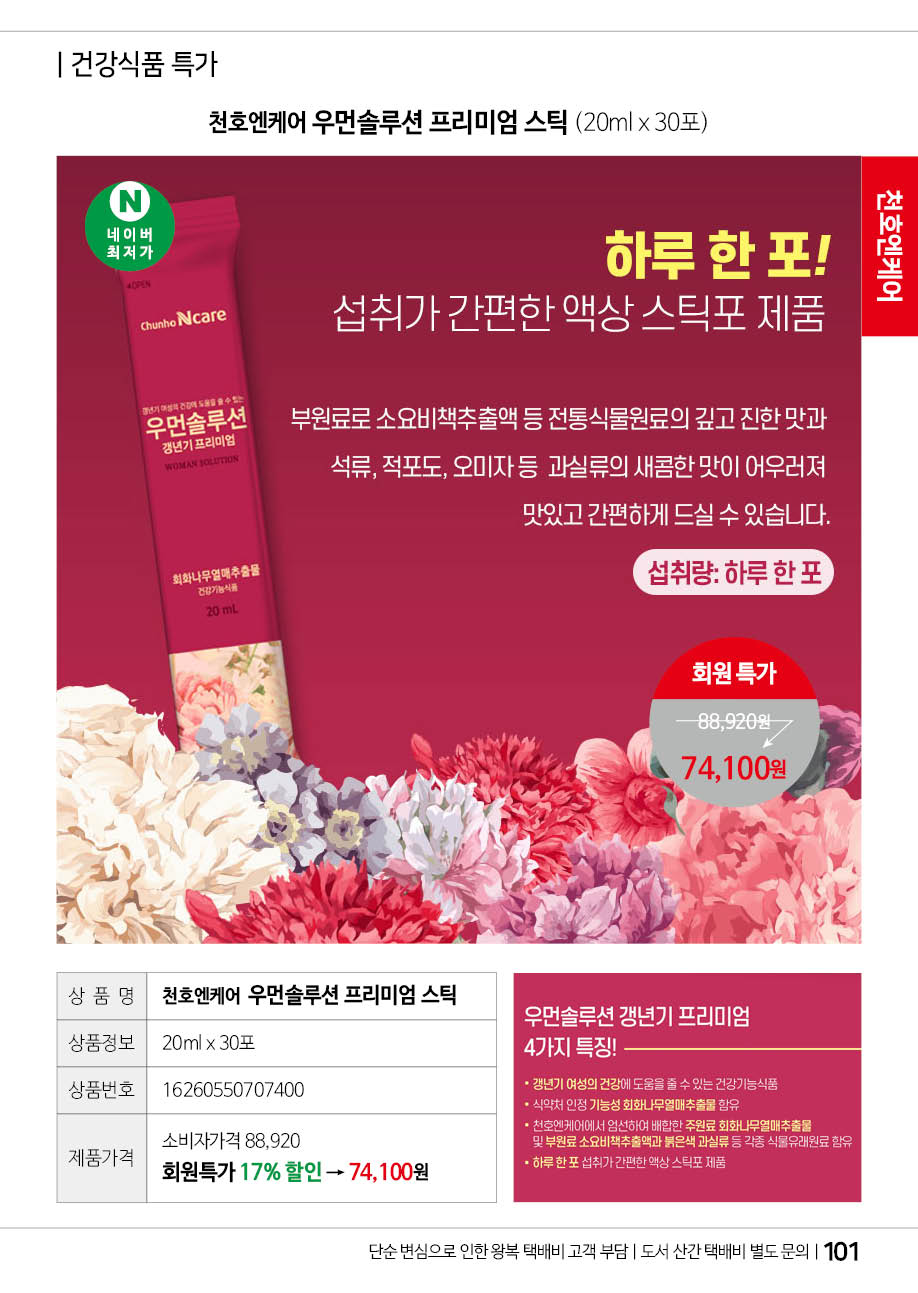 | 건강식품 특가
천호엔케어 우먼솔루션 프리미엄 스틱 (20ml x 30포)
N
네이버
최저가
천호엔케어
하루 한 포!
섭취가 간편한 액상 스틱포 제품
◂OPEN
Chunho Ncare
갱년기 여성의 건강에 도움을 줄 수 있는
우먼솔루션
갱년기 프리미엄
WOMAN SOLUTION
회화나무열매추출물
건강기능식품
20 mL
부원료로 소요비책추출액 등 전통식물원료의 깊고 진한 맛과
석류, 적포도, 오미자 등 과실류의 새콤한 맛이 어우러져
맛있고 간편하게 드실 수 있습니다.
섭취량: 하루 한 포
회원 특가
88,920원
74,100원
상 품 명 천호엔케어 우먼솔루션 프리미엄 스틱
상품정보 20ml x 30포
상품번호 16260550707400
제품가격 소비자가격 88,920
회원특가 17% 할인 → 74,100원
우먼솔루션 갱년기 프리미엄
4가지 특징!
• 갱년기 여성의 건강에 도움을 줄 수 있는 건강기능식품
• 식약처 인정 기능성 회화나무열매추출물 함유
• 천호엔케어에서 엄선하여 배합한 주원료 회화나무열매추출물
및 부원료 소요비책추출액과 붉은색 과실류 등 각종 식물유래원료 함유
• 하루 한 포 섭취가 간편한 액상 스틱포 제품
단순 변심으로 인한 왕복 택배비 고객 부담 | 도서 산간 택배비 별도 문의 | 101